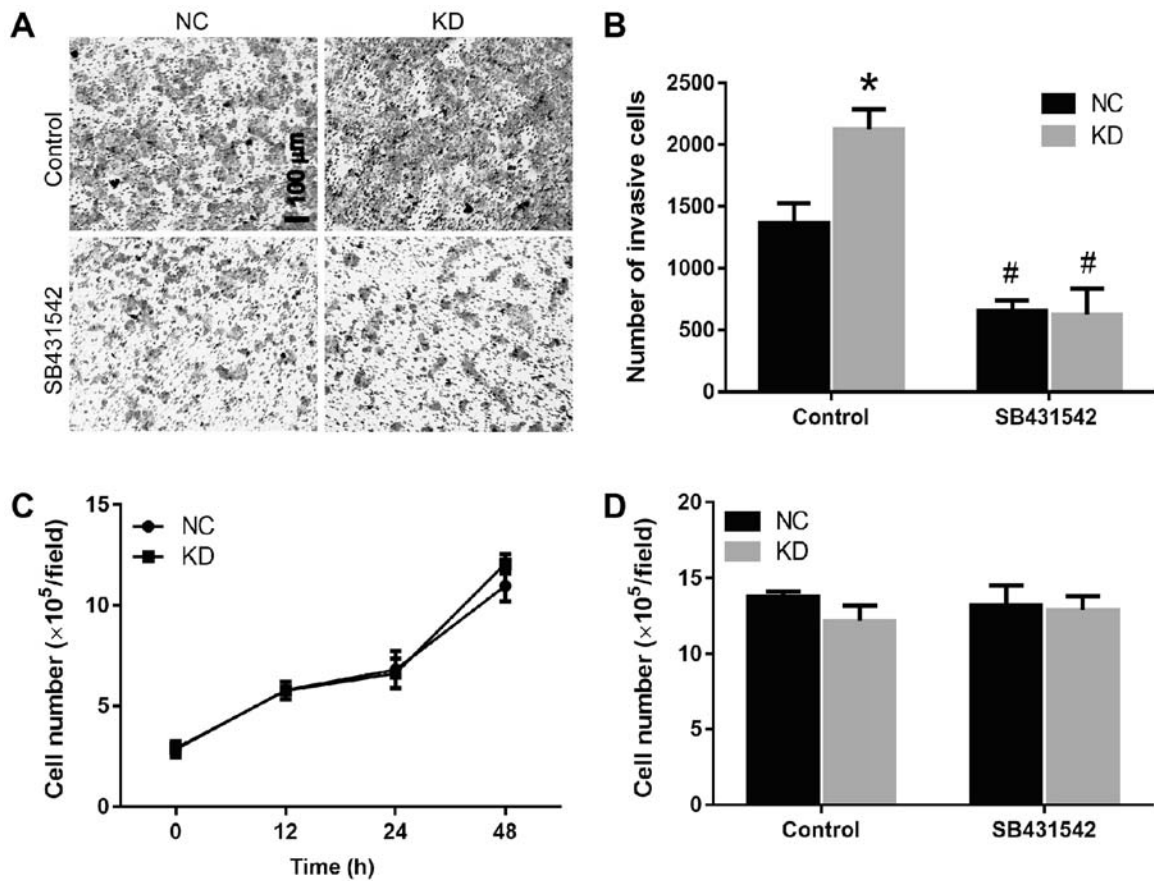 A
NC
KD
Control
SB431542
100 µm
B
Number of invasive cells
2500
2000
1500
1000
500
0
*
#
#
NC
KD
Control
SB431542
C
Cell number (×10⁵/field)
15
10
5
0
NC
KD
0
12
24
48
Time (h)
D
Cell number (×10⁵/field)
20
15
10
5
0
NC
KD
Control
SB431542